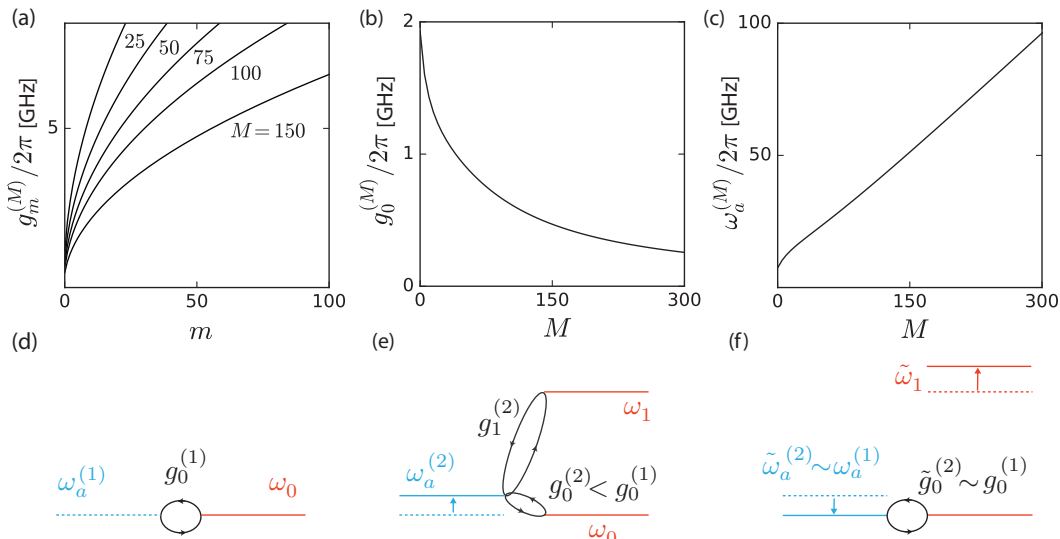 (a)
g_m^(M)/2π [GHz]
5
0
50
100
m
25
50
75
100
M = 150
(b)
g_0^(M)/2π [GHz]
0
1
2
0
150
300
M
(c)
ω_a^(M)/2π [GHz]
50
100
0
150
300
M
(d)
ω_a^(1)
g_0^(1)
ω_0
(e)
ω_a^(2)
g_1^(2)
ω_1
g_0^(2) < g_0^(1)
ω_0
(f)
ω̃_1
ω̃_a^(2) ~ ω_a^(1)
g̃_0^(2) ~ g_0^(1)